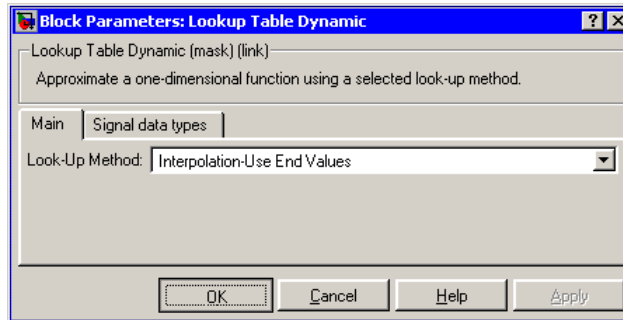 Block Parameters: Lookup Table Dynamic
Lookup Table Dynamic (mask) (link)
Approximate a one-dimensional function using a selected look-up method.
Main Signal data types
Look-Up Method: Interpolation-Use End Values
OK Cancel Help Apply